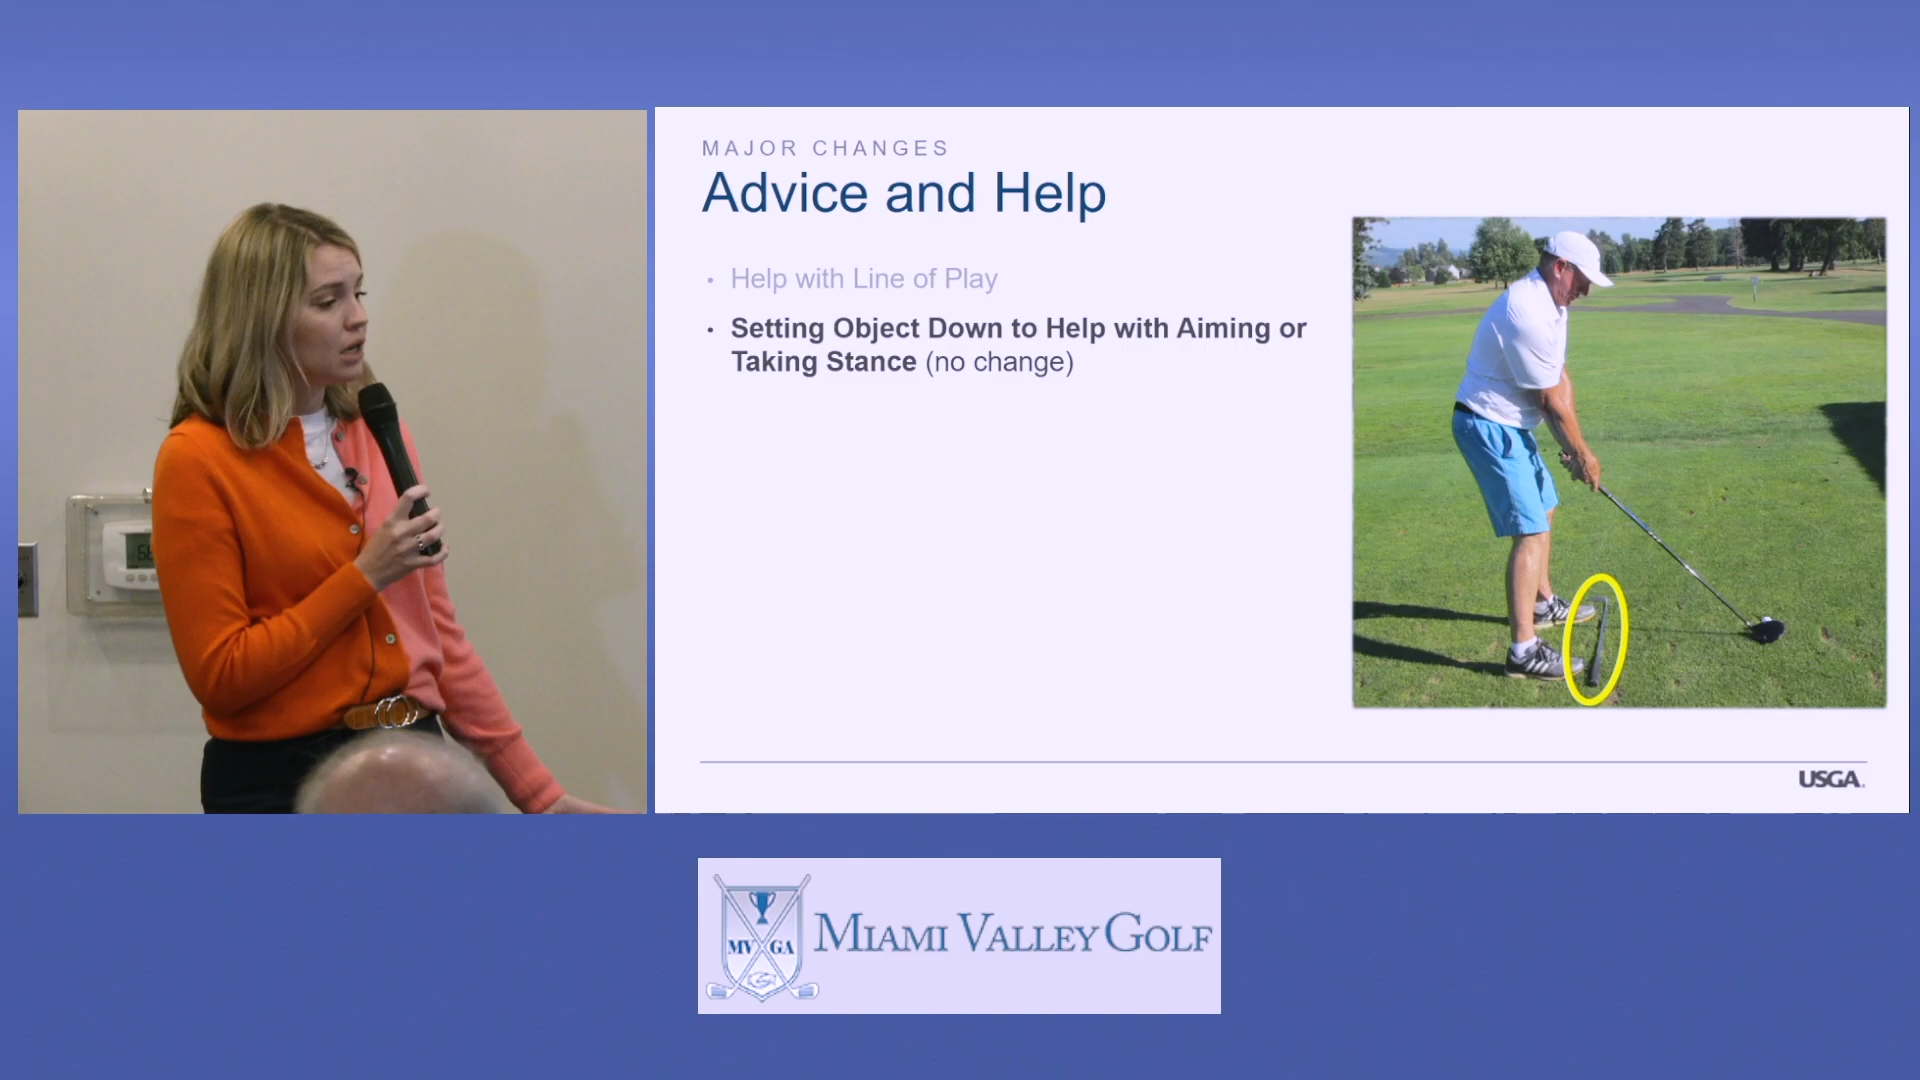 MAJOR CHANGES
Advice and Help
• Help with Line of Play
• Setting Object Down to Help with Aiming or
Taking Stance (no change)
USGA.
MV GA
MIAMI VALLEY GOLF